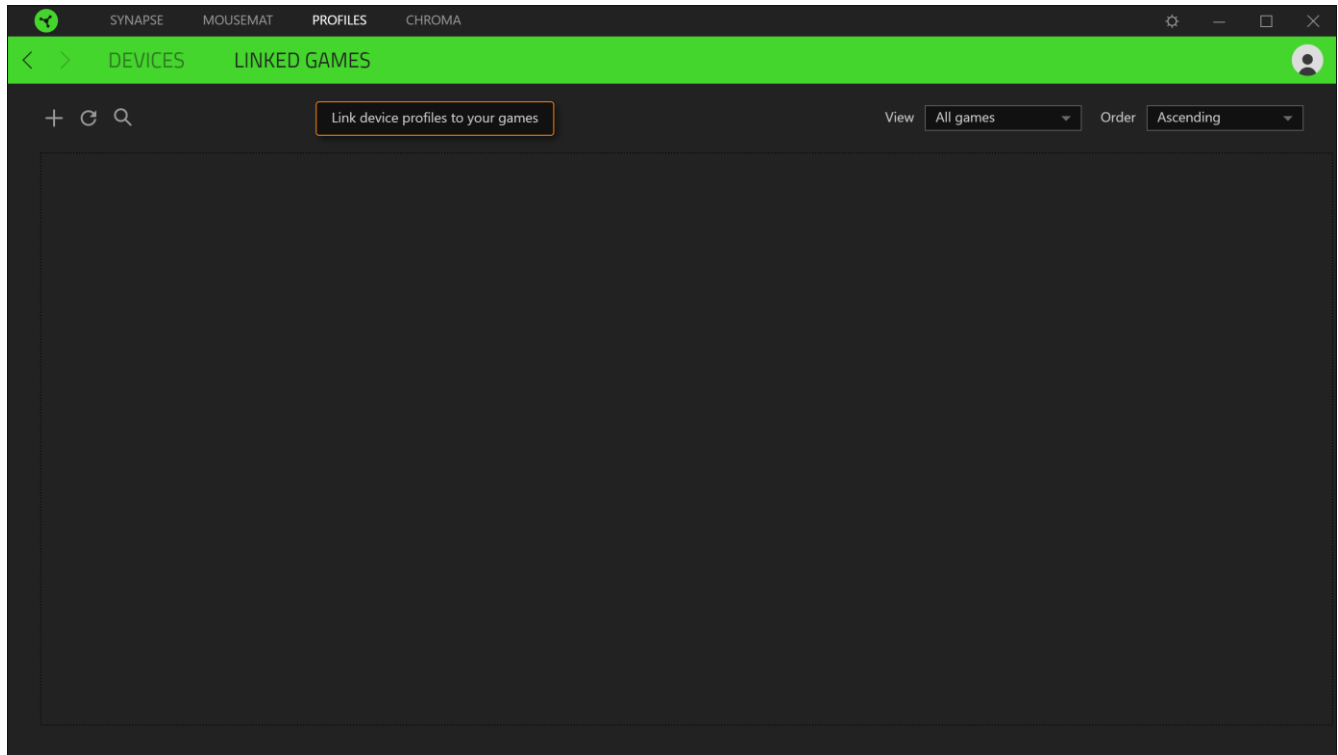 SYNAPSE MOUSEMAT PROFILES CHROMA
DEVICES LINKED GAMES
Link device profiles to your games View All games Order Ascending